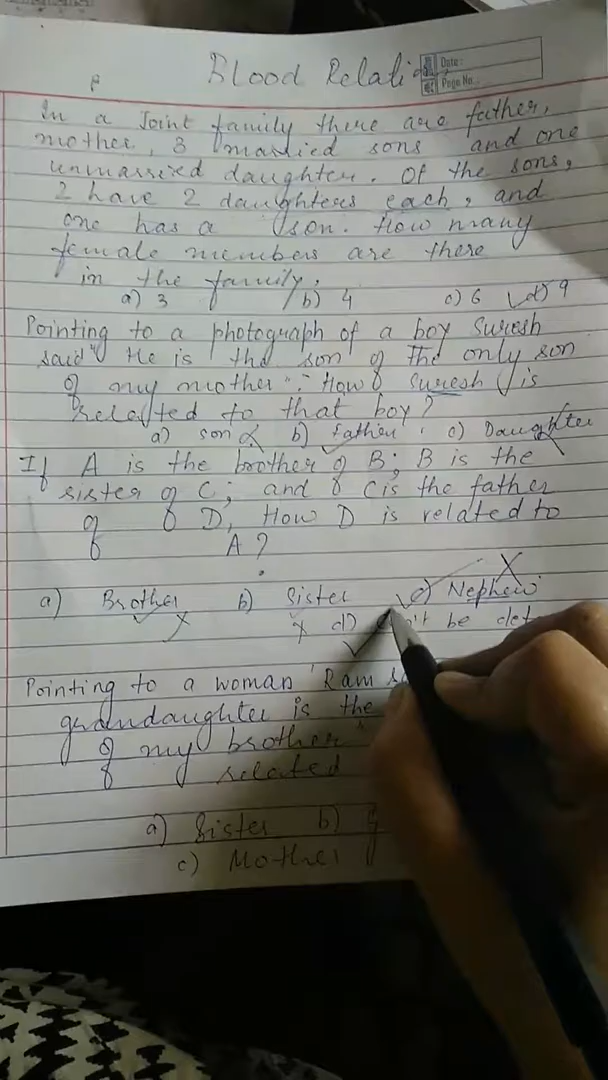 Blood Relati
Date:
Page No.
In a Joint family there are father,
mother, 3 married sons and one
unmarried daughter. Of the sons,
2 have 2 daughters each, and
one has a son. How many
female members are there
in the family.
a) 3 b) 4 c) 6 d) 9
Pointing to a photograph of a boy Suresh
said" He is the son of The only son
of my mother". How Suresh is
related to that boy?
a) son b) Father c) Daughter
If A is the brother of B; B is the
sister of C; and C is the father
of D, How D is related to
A?
a) Brother b) Sister c) Nephew
d) be det
Pointing to a woman Ram
grandaughter is the
of my brother"
related
a) Sister b)
c) Mother